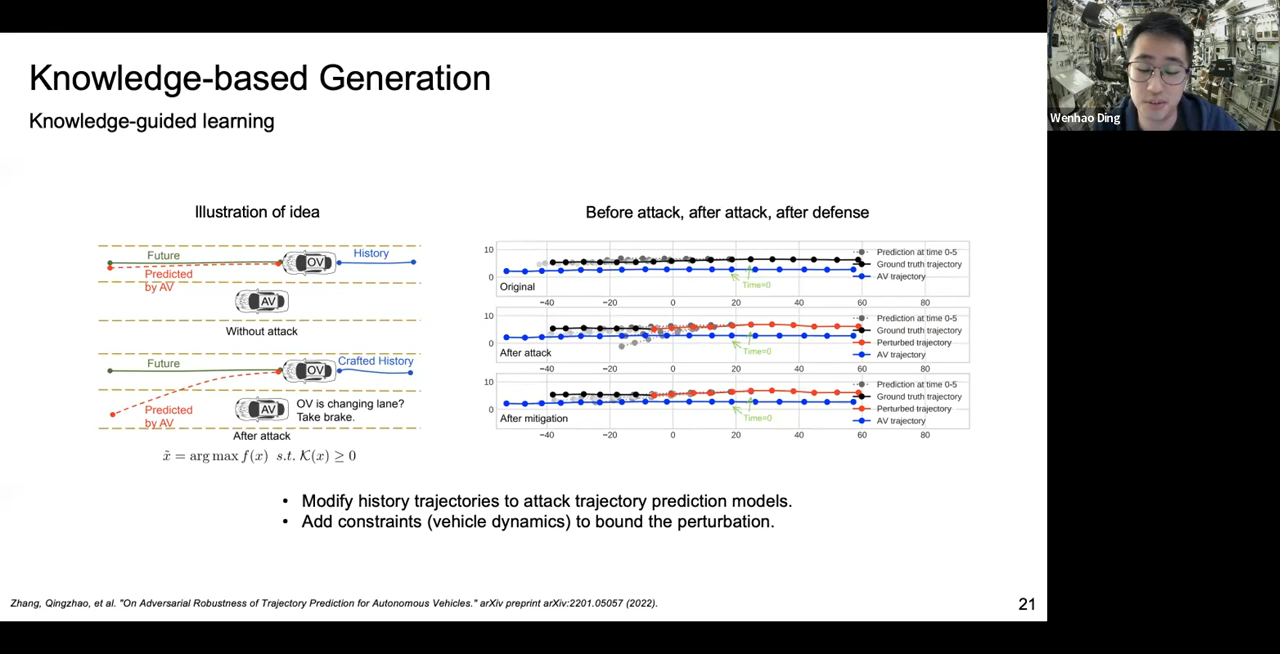 Knowledge-based Generation
Knowledge-guided learning
Wenhao Ding
Illustration of idea
Future
OV
History
Predicted
by AV
AV
Without attack
Future
OV
Crafted History
Predicted
by AV
AV
OV is changing lane?
Take brake.
After attack
x̃ = arg max f(x) s.t. K(x) ≥ 0
Before attack, after attack, after defense
10
0
Original
Time=0
Prediction at time 0-5
Ground truth trajectory
AV trajectory
−40 −20 0 20 40 60 80
10
0
After attack
Time=0
Prediction at time 0-5
Ground truth trajectory
Perturbed trajectory
AV trajectory
−40 −20 0 20 40 60 80
10
0
After mitigation
Time=0
Prediction at time 0-5
Ground truth trajectory
Perturbed trajectory
AV trajectory
−40 −20 0 20 40 60 80
• Modify history trajectories to attack trajectory prediction models.
• Add constraints (vehicle dynamics) to bound the perturbation.
Zhang, Qingzhao, et al. "On Adversarial Robustness of Trajectory Prediction for Autonomous Vehicles." arXiv preprint arXiv:2201.05057 (2022).
21